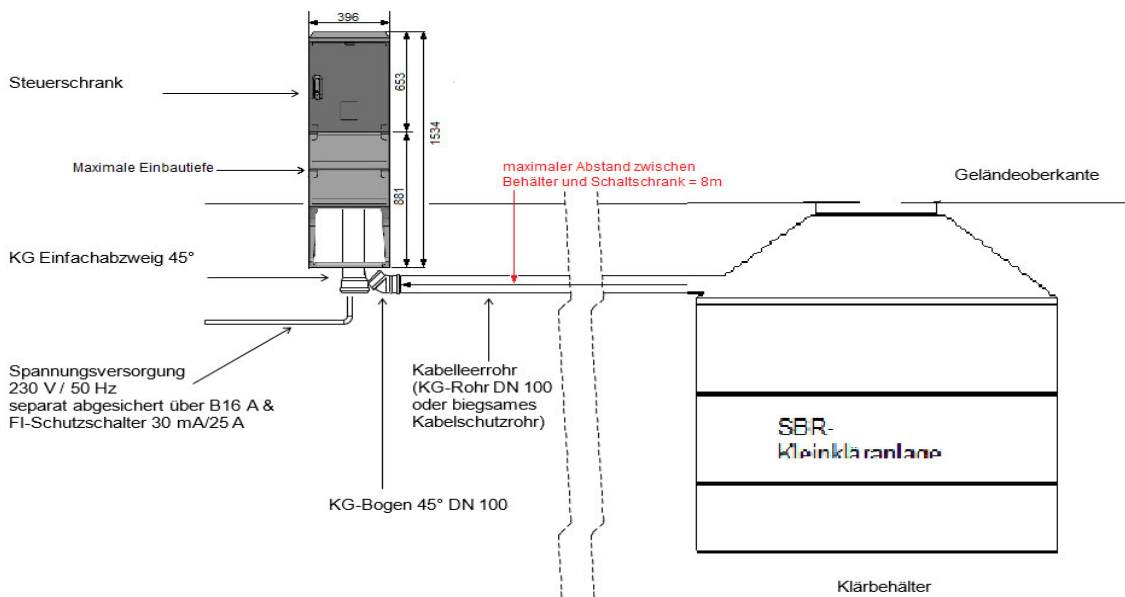 396
Steuerschrank
653
1534
Maximale Einbautiefe
881
maximaler Abstand zwischen
Behälter und Schaltschrank = 8m
Geländeoberkante
KG Einfachabzweig 45°
Spannungsversorgung
230 V / 50 Hz
separat abgesichert über B16 A &
FI-Schutzschalter 30 mA/25 A
Kabelleerrohr
(KG-Rohr DN 100
oder biegsames
Kabelschutzrohr)
KG-Bogen 45° DN 100
SBR-
Kleinkläranlage
Klärbehälter